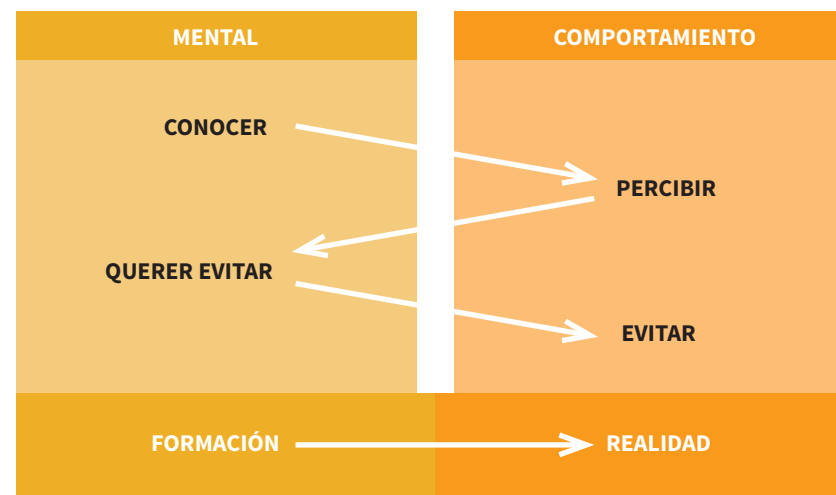 MENTAL
COMPORTAMIENTO
CONOCER
PERCIBIR
QUERER EVITAR
EVITAR
FORMACIÓN
REALIDAD